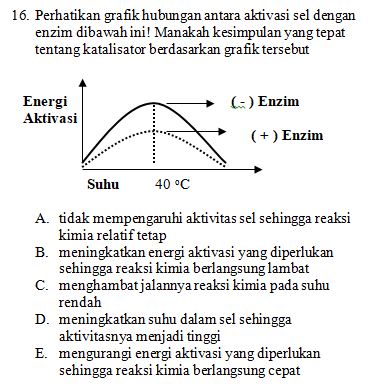 16. Perhatikan grafik hubungan antara aktivasi sel dengan
enzim dibawah ini! Manakah kesimpulan yang tepat
tentang katalisator berdasarkan grafik tersebut
Energi
Aktivasi
( - ) Enzim
( + ) Enzim
Suhu 40 °C
A. tidak mempengaruhi aktivitas sel sehingga reaksi
kimia relatif tetap
B. meningkatkan energi aktivasi yang diperlukan
sehingga reaksi kimia berlangsung lambat
C. menghambat jalannya reaksi kimia pada suhu
rendah
D. meningkatkan suhu dalam sel sehingga
aktivitasnya menjadi tinggi
E. mengurangi energi aktivasi yang diperlukan
sehingga reaksi kimia berlangsung cepat